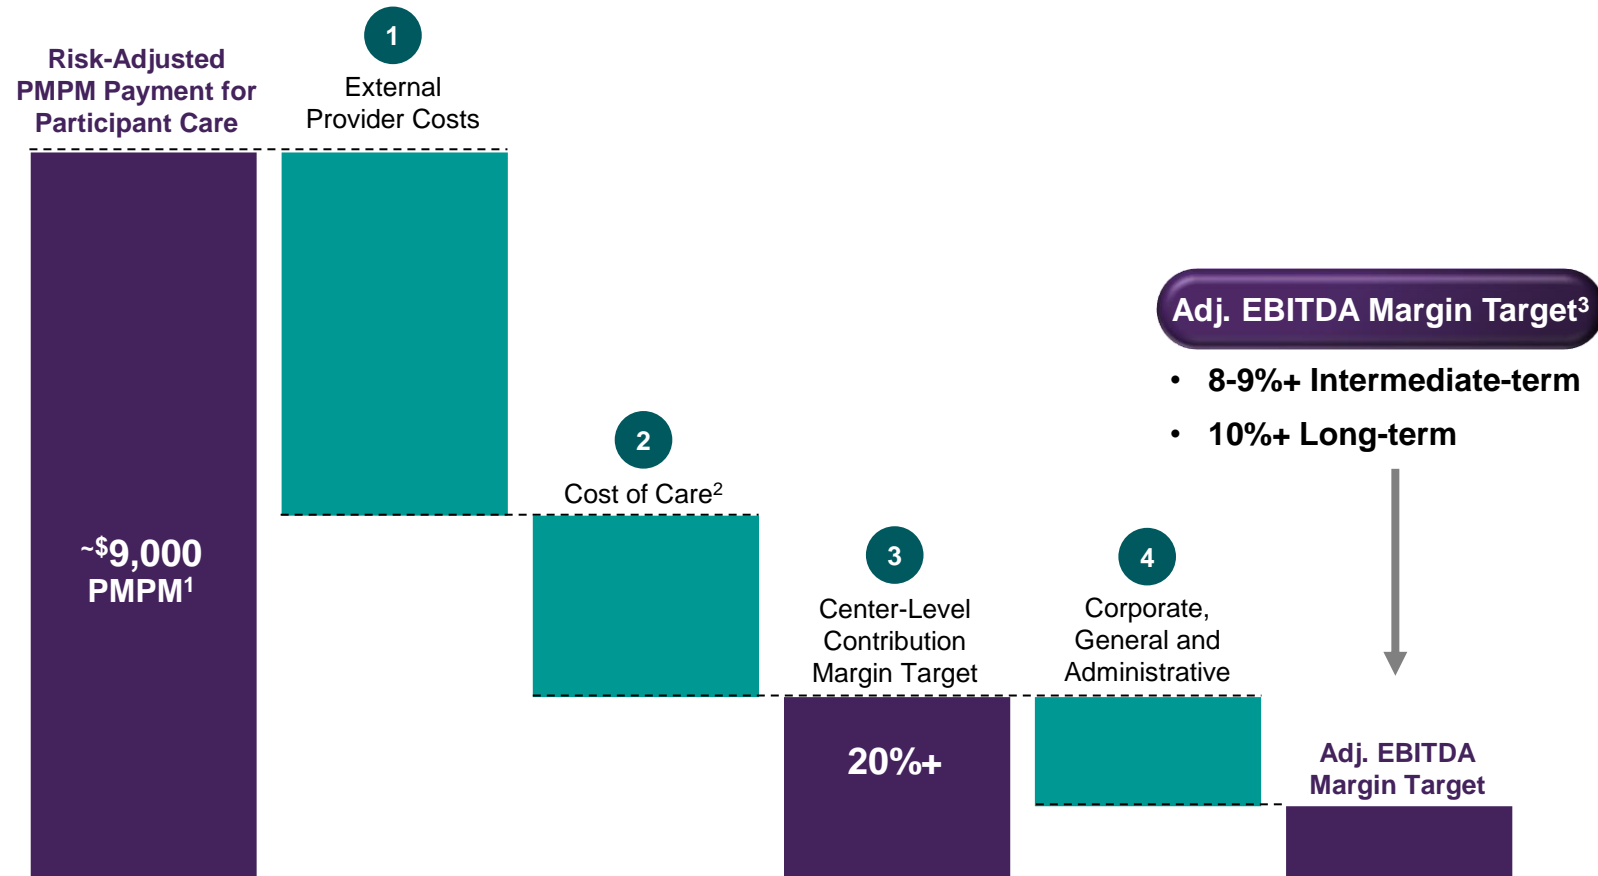 Risk-Adjusted
PMPM Payment for
Participant Care
~$9,000
PMPM1
1
External
Provider Costs
2
Cost of Care2
3
Center-Level
Contribution
Margin Target
20%+
4
Corporate,
General and
Administrative
Adj. EBITDA Margin Target3
• 8-9%+ Intermediate-term
• 10%+ Long-term
Adj. EBITDA
Margin Target